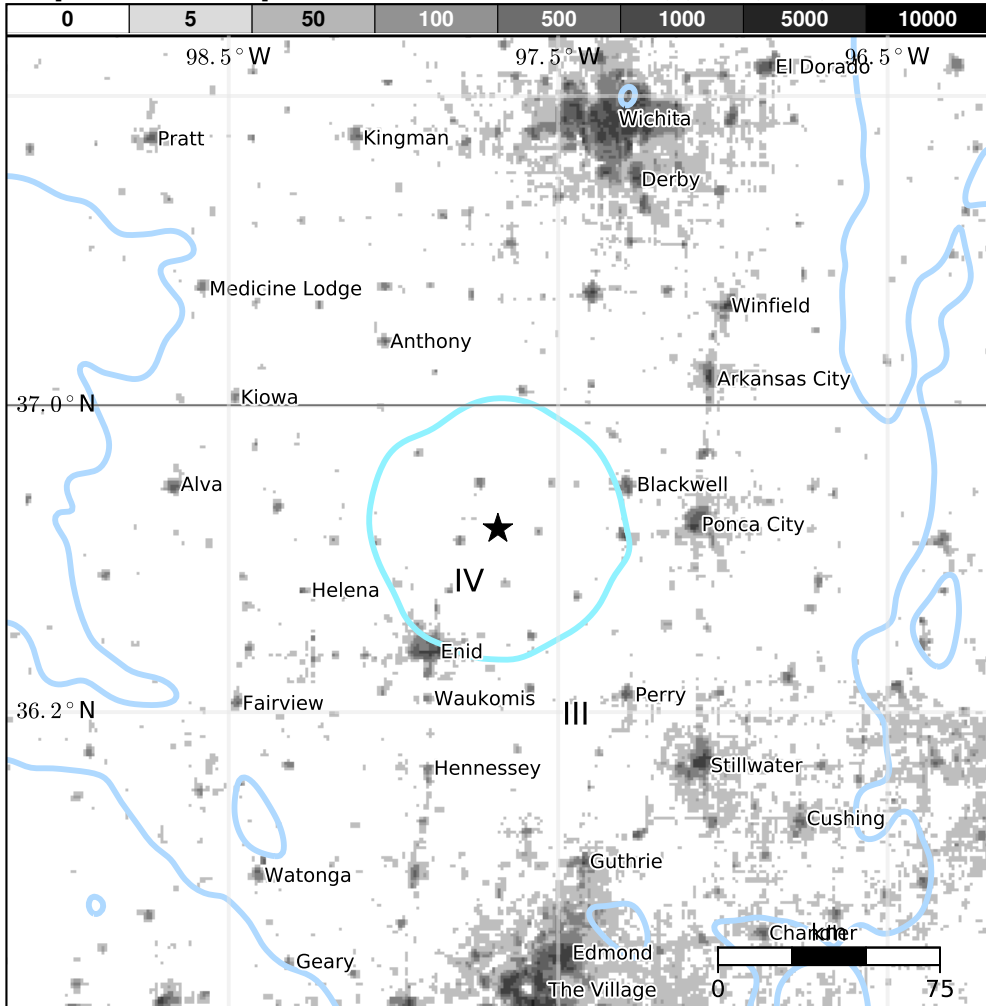 0 5 50 100 500 1000 5000 10000
98.5°W 97.5°W 96.5°W
El Dorado
Wichita
Pratt
Kingman
Derby
Medicine Lodge
Winfield
Anthony
Arkansas City
Kiowa
37.0°N
Alva
Blackwell
Ponca City
IV
Helena
Enid
Waukomis
Perry
Fairview
36.2°N
III
Hennessey
Stillwater
Cushing
Guthrie
Watonga
Chandler
km
Edmond
Geary
0 75
The Village